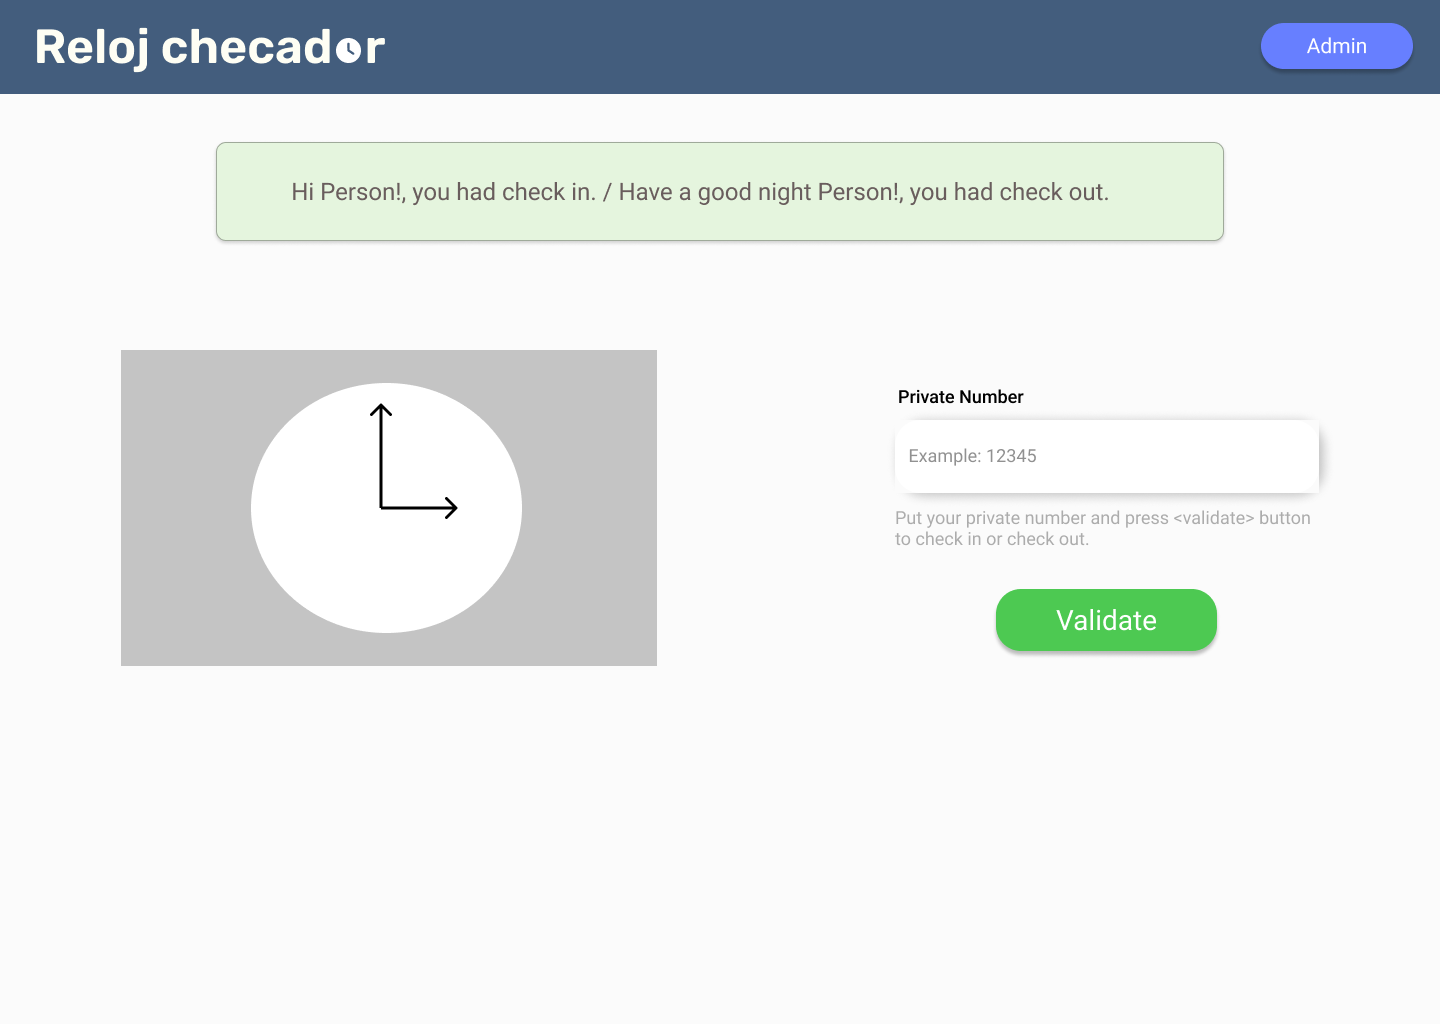 Reloj checador
Admin
Hi Person!, you had check in. / Have a good night Person!, you had check out.
Private Number
Example: 12345
Put your private number and press <validate> button
to check in or check out.
Validate